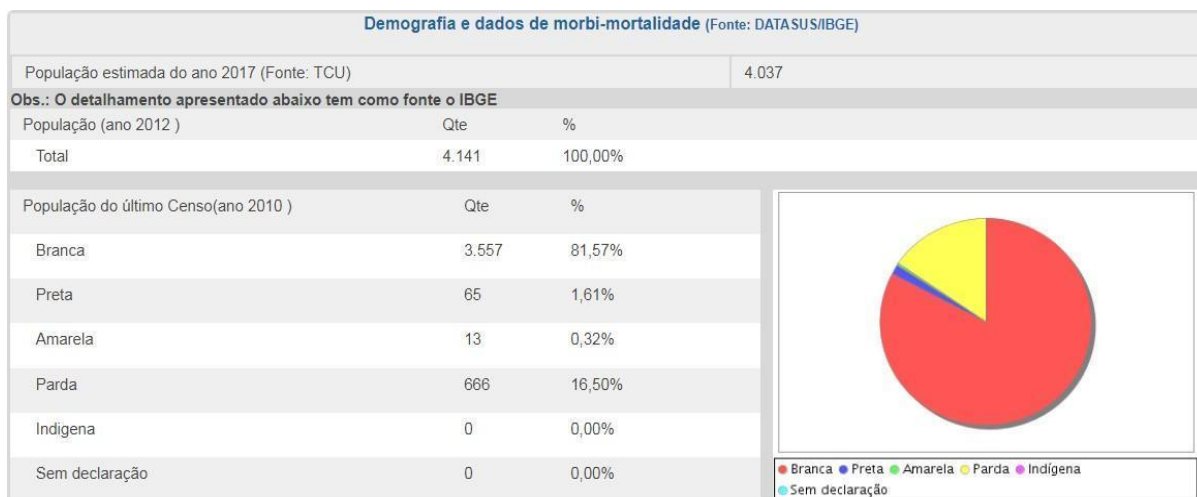 Demografia e dados de morbi-mortalidade (Fonte: DATASUS/IBGE)
População estimada do ano 2017 (Fonte: TCU) 4.037
Obs.: O detalhamento apresentado abaixo tem como fonte o IBGE
População (ano 2012 ) Qte %
Total 4.141 100,00%
População do último Censo(ano 2010 ) Qte %
Branca 3.557 81,57%
Preta 65 1,61%
Amarela 13 0,32%
Parda 666 16,50%
Indigena 0 0,00%
Sem declaração 0 0,00%
Branca Preta Amarela Parda Indígena
Sem declaração